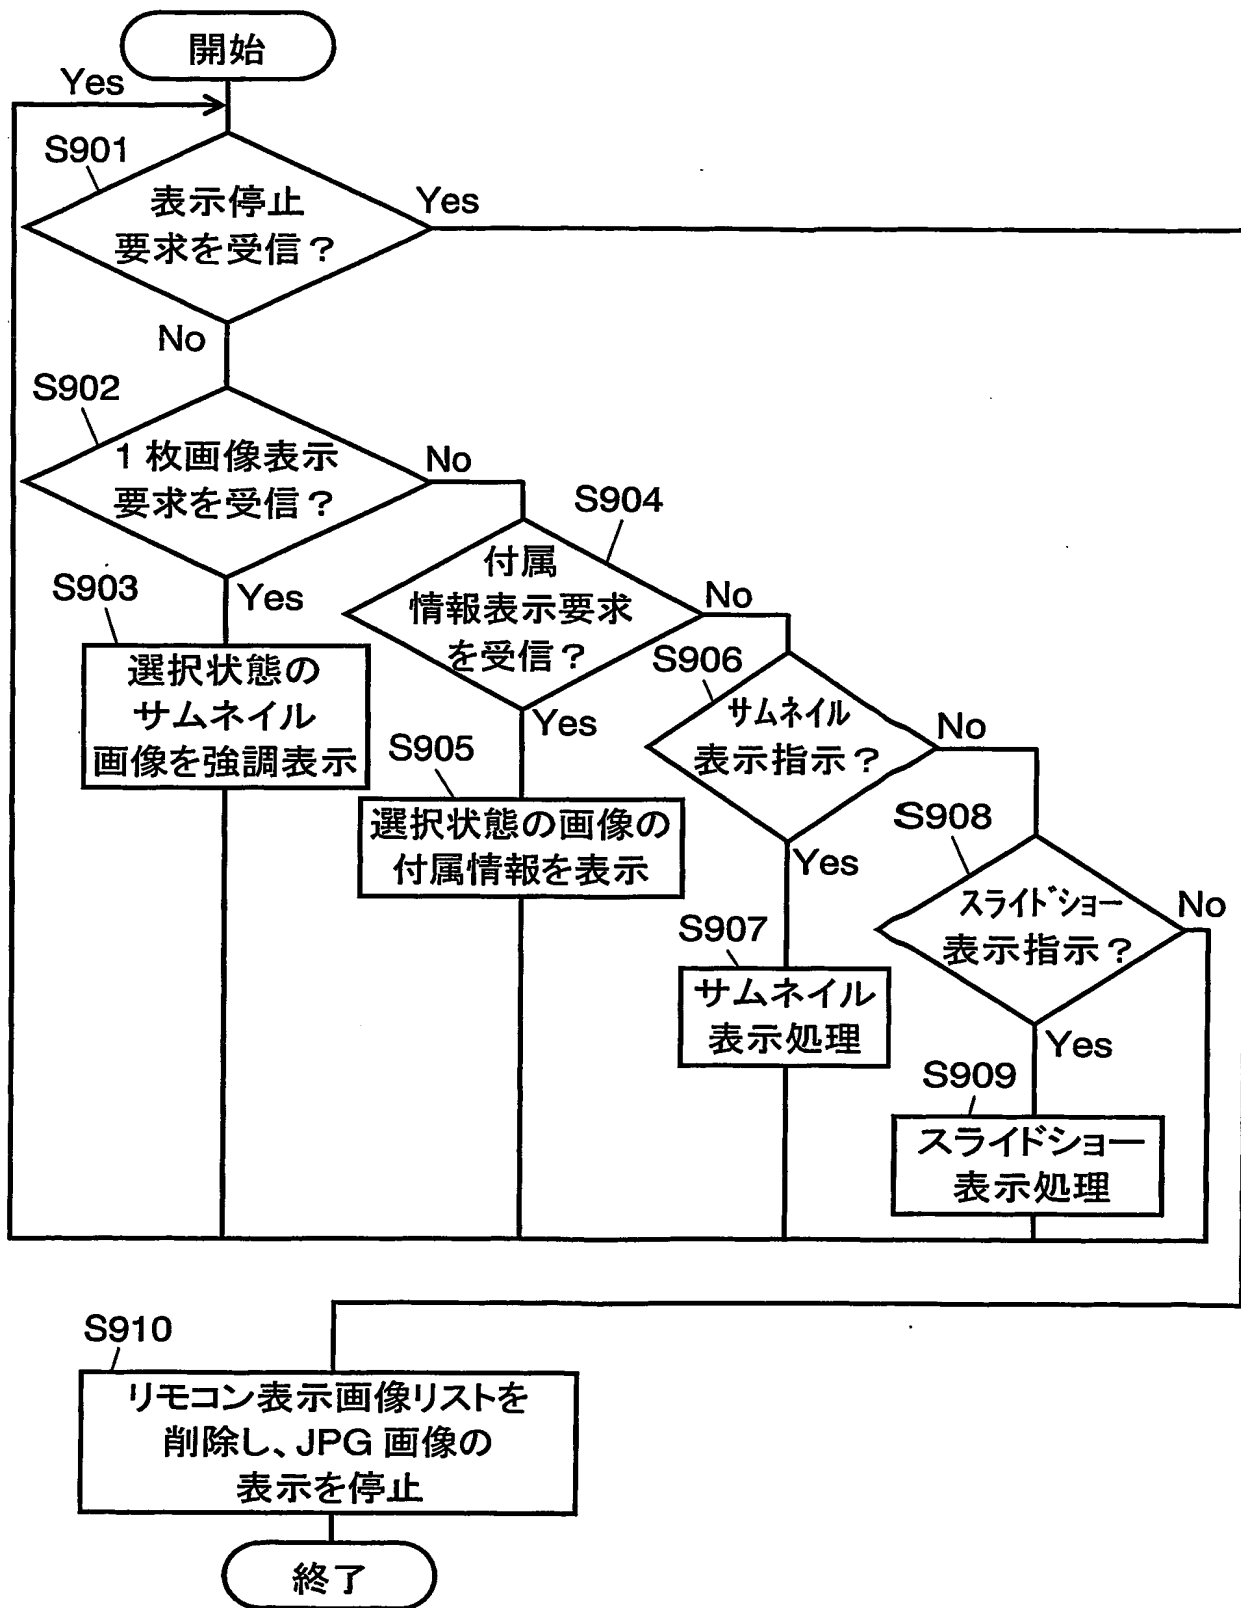 開始
Yes
S901
表示停止
要求を受信？
Yes
No
S902
１枚画像表示
要求を受信？
No
S904
付属
情報表示要求
を受信？
No
S903
Yes
選択状態の
サムネイル
画像を強調表示
S906
サムネイル
表示指示？
No
Yes
S905
選択状態の画像の
付属情報を表示
S908
スライドショー
表示指示？
No
Yes
S907
サムネイル
表示処理
Yes
S909
スライドショー
表示処理
S910
リモコン表示画像リストを
削除し、JPG 画像の
表示を停止
終了